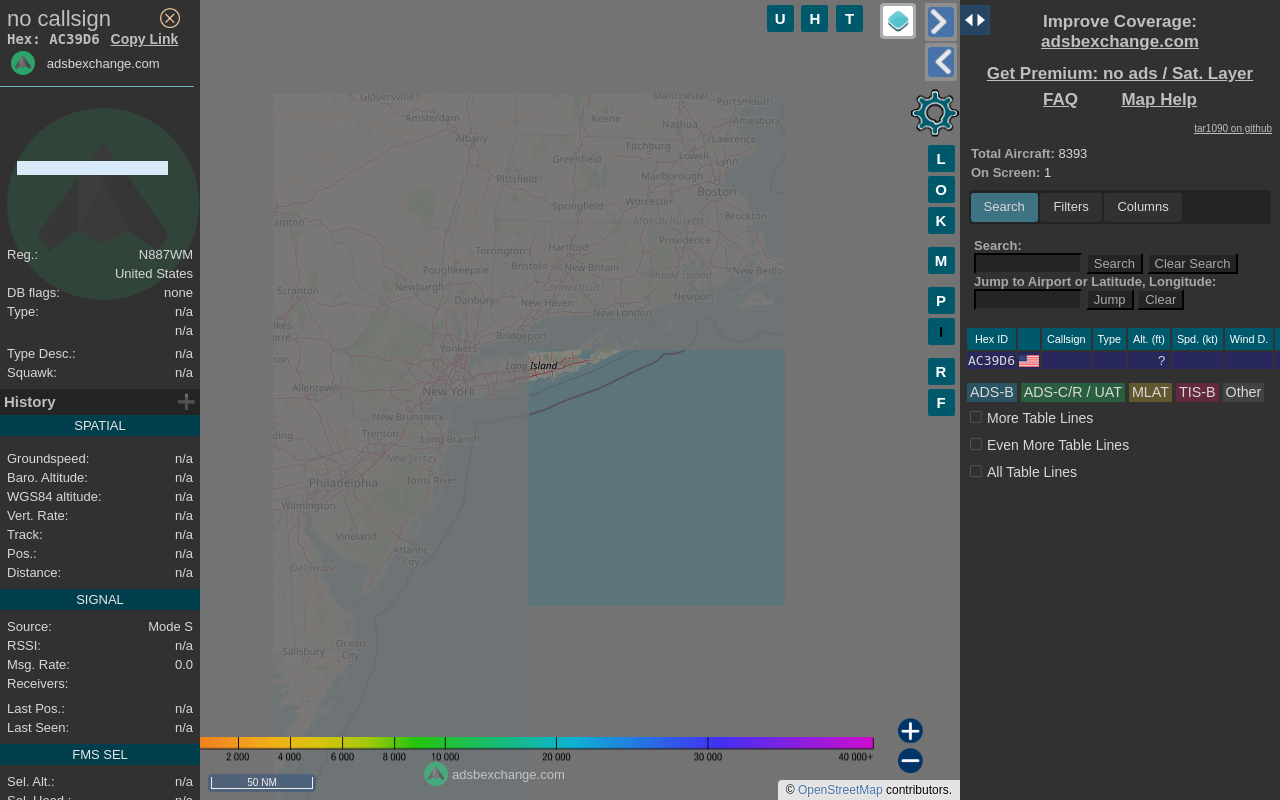 no callsign
Hex: AC39D6 Copy Link
adsbexchange.com
Reg.: N887WM
United States
DB flags: none
Type: n/a
n/a
Type Desc.: n/a
Squawk: n/a
History
SPATIAL
Groundspeed: n/a
Baro. Altitude: n/a
WGS84 altitude: n/a
Vert. Rate: n/a
Track: n/a
Pos.: n/a
Distance: n/a
SIGNAL
Source: Mode S
RSSI: n/a
Msg. Rate: 0.0
Receivers:
Last Pos.: n/a
Last Seen: n/a
FMS SEL
Sel. Alt.: n/a
Sel. Head.: n/a
U H T
L
O
K
M
P
I
R
F
Gloversville
Manchester
Portsmouth
Amsterdam
Keene
Nashua
Amesbury
Albany
Fitchburg
Lawrence
Greenfield
Lowell
Lynn
Pittsfield
Marlborough
Boston
Springfield
Worcester
Massachusetts
Brockton
Torrington
Hartford
Providence
Bristol
New Britain
Poughkeepsie
Rhode Island
New Bedford
Scranton
Newburgh
Connecticut
Danbury
New Haven
Newport
New London
Bridgeport
Yonkers
Long Island
Allentown
New York
New Brunswick
Trenton
Long Branch
New Jersey
Philadelphia
Toms River
Wilmington
Vineland
Atlantic
City
Delaware
Ocean
City
Salisbury
2 000 4 000 6 000 8 000 10 000 20 000 30 000 40 000+
adsbexchange.com
50 NM
© OpenStreetMap contributors.
Improve Coverage:
adsbexchange.com
Get Premium: no ads / Sat. Layer
FAQ Map Help
tar1090 on github
Total Aircraft: 8393
On Screen: 1
Search Filters Columns
Search:
Search Clear Search
Jump to Airport or Latitude, Longitude:
Jump Clear
Hex ID Callsign Type Alt. (ft) Spd. (kt) Wind D.
AC39D6 ?
ADS-B ADS-C/R / UAT MLAT TIS-B Other
More Table Lines
Even More Table Lines
All Table Lines